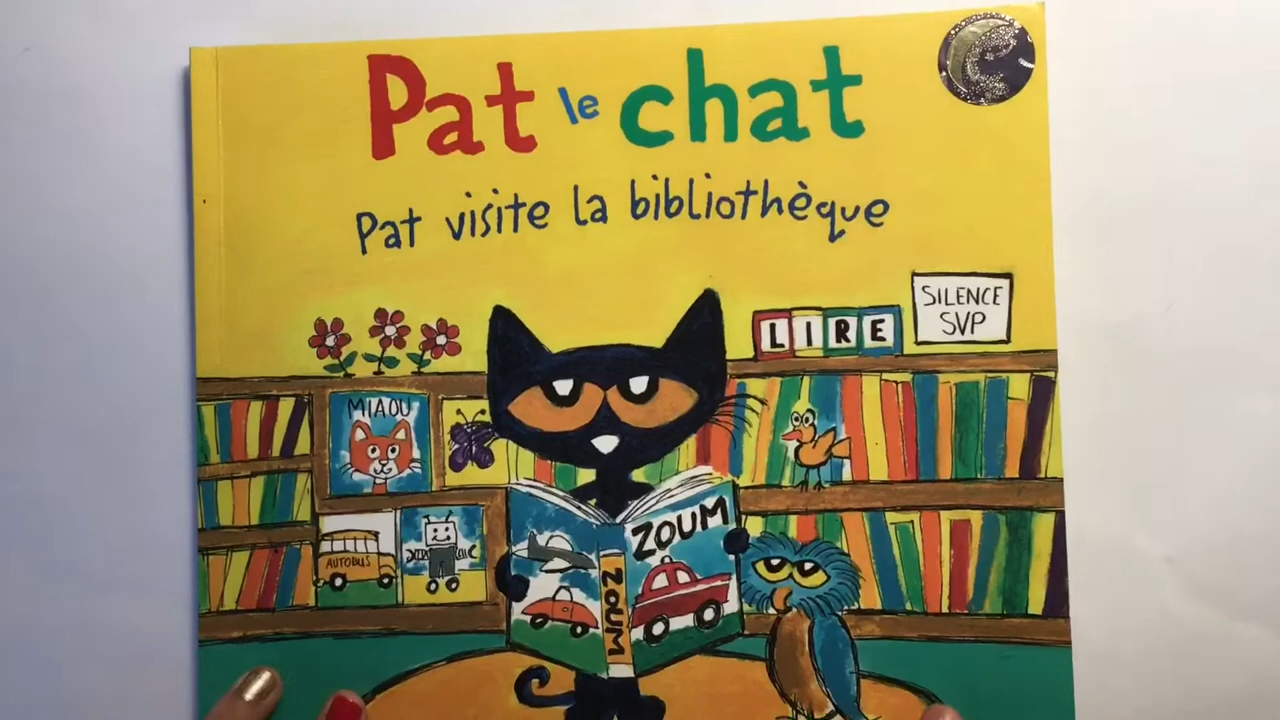 Pat le chat
Pat visite la bibliothèque
SILENCE
SVP
LIRE
MIAOU
ZOUM
ZOUM
AUTOBUS